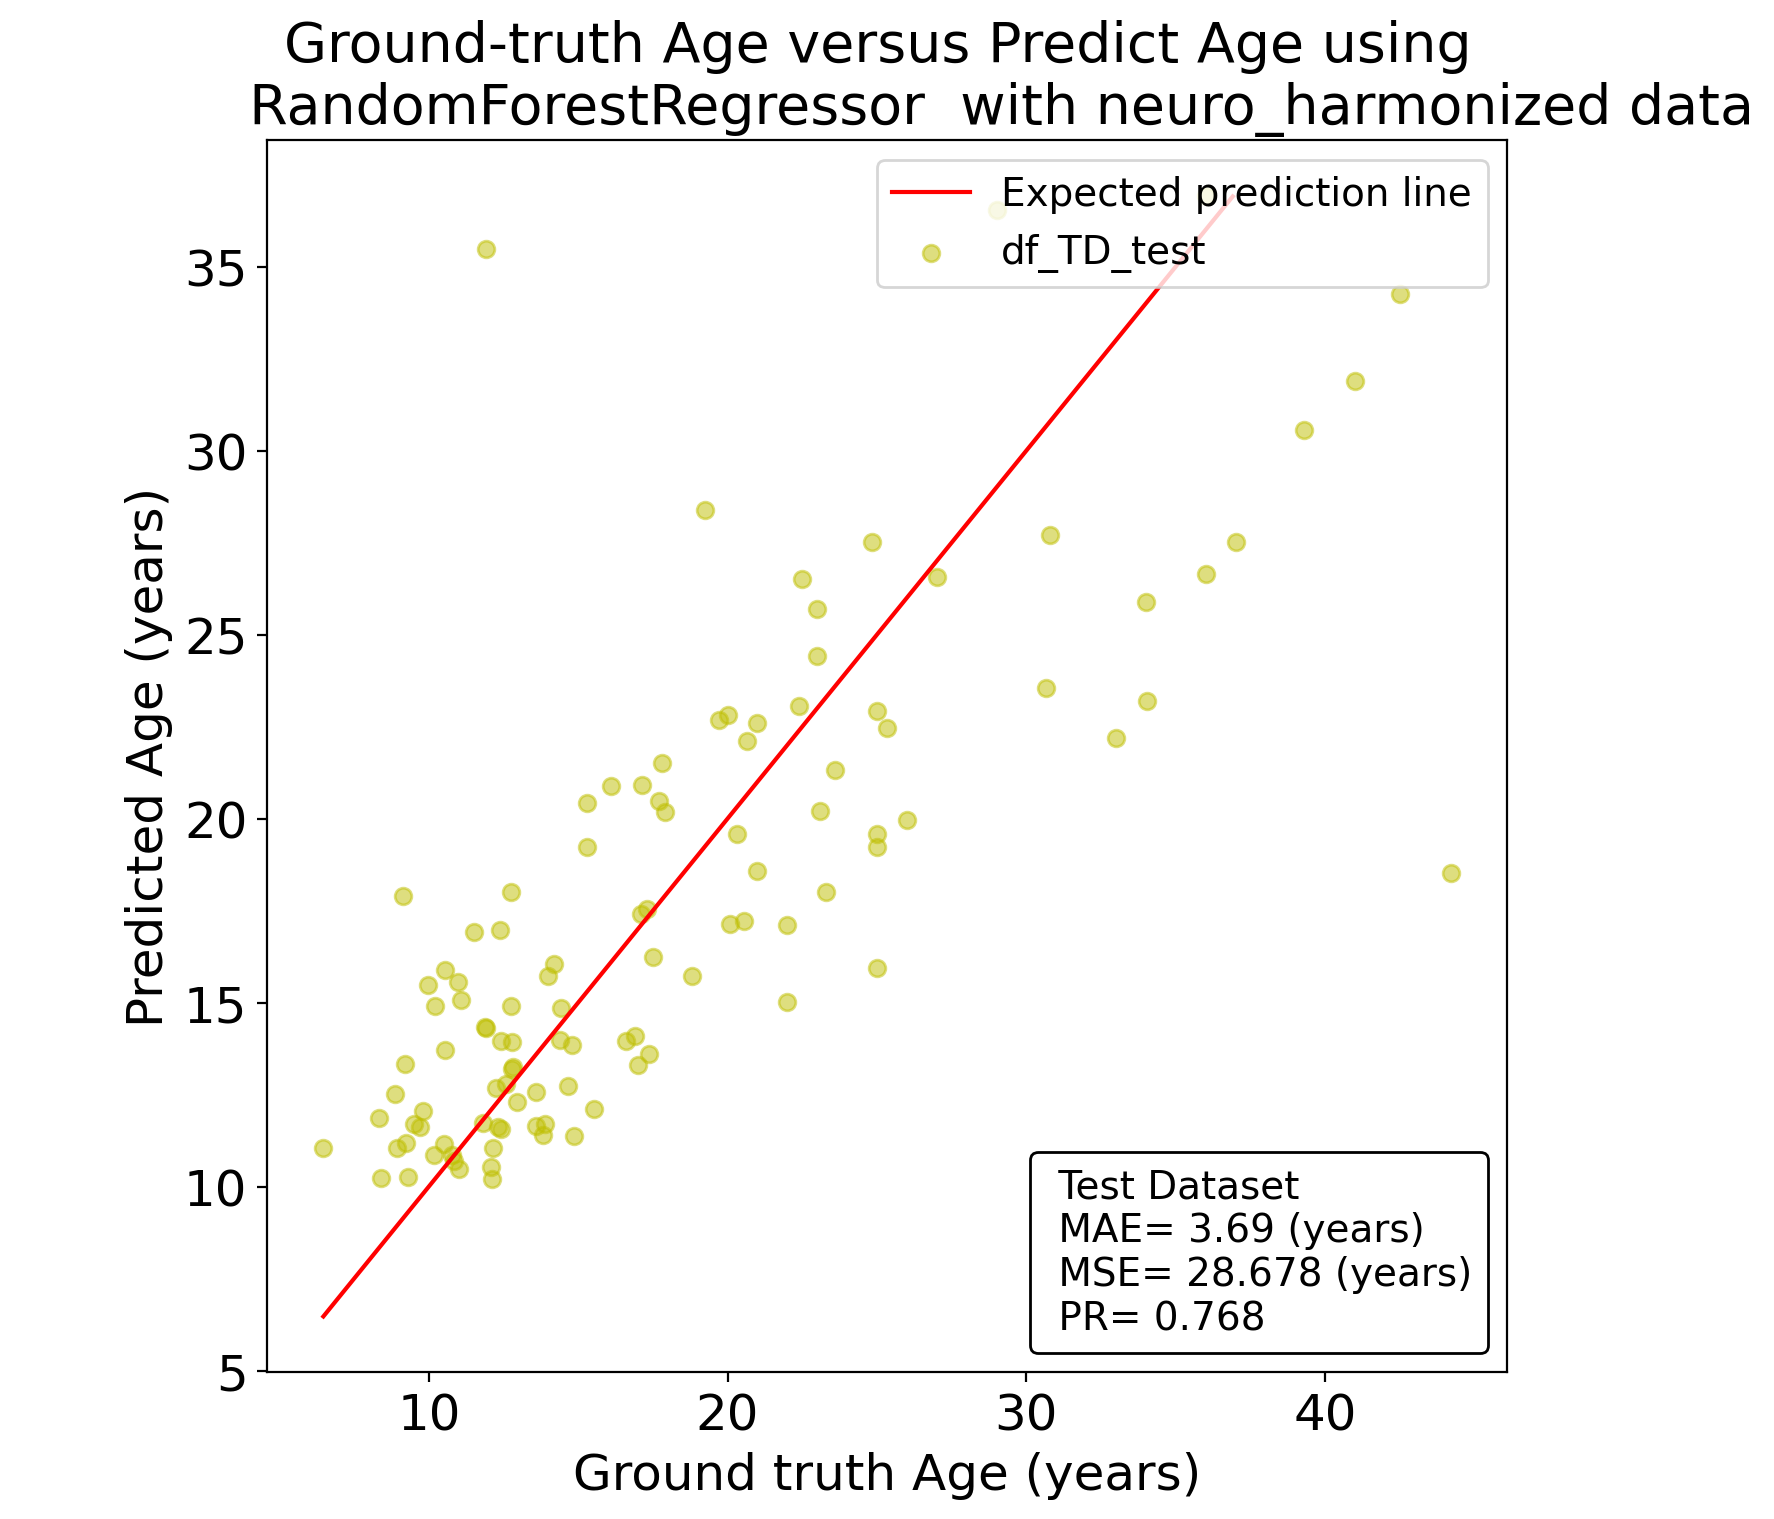 Ground-truth Age versus Predict Age using
RandomForestRegressor  with neuro_harmonized data
Expected prediction line
df_TD_test
35
30
25
20
15
10
5
Predicted Age (years)
Test Dataset
MAE= 3.69 (years)
MSE= 28.678 (years)
PR= 0.768
10 20 30 40
Ground truth Age (years)